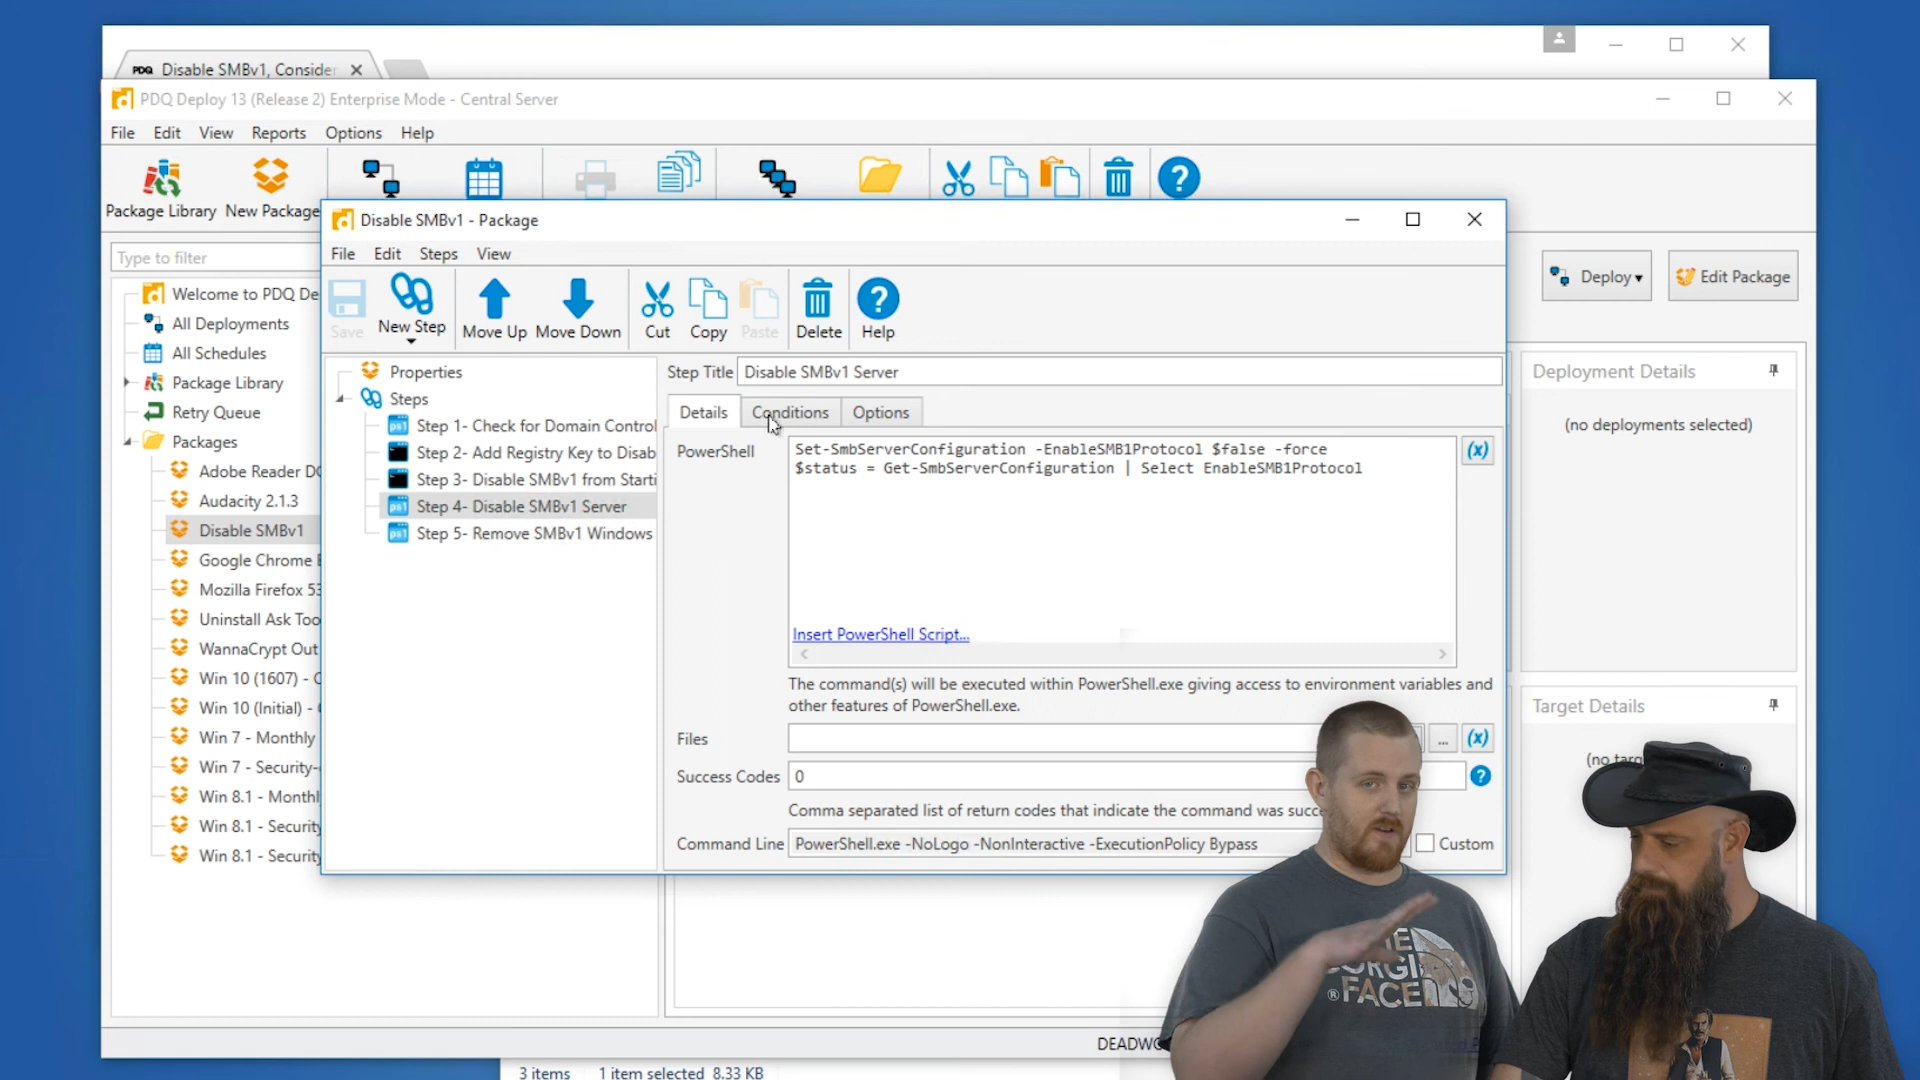 PDQ Disable SMBv1, Consider
PDQ Deploy 13 (Release 2) Enterprise Mode - Central Server
File Edit View Reports Options Help
Package Library New Package
Type to filter
Welcome to PDQ De
All Deployments
All Schedules
Package Library
Retry Queue
Packages
Adobe Reader DC
Audacity 2.1.3
Disable SMBv1
Google Chrome E
Mozilla Firefox 53
Uninstall Ask Too
WannaCrypt Out
Win 10 (1607) - C
Win 10 (Initial) -
Win 7 - Monthly
Win 7 - Security-
Win 8.1 - Monthl
Win 8.1 - Security
Win 8.1 - Security
Disable SMBv1 - Package
File Edit Steps View
Save New Step Move Up Move Down Cut Copy Paste Delete Help
Properties
Steps
Step 1- Check for Domain Control
Step 2- Add Registry Key to Disab
Step 3- Disable SMBv1 from Starti
Step 4- Disable SMBv1 Server
Step 5- Remove SMBv1 Windows
Step Title Disable SMBv1 Server
Details Conditions Options
PowerShell
Set-SmbServerConfiguration -EnableSMB1Protocol $false -force
$status = Get-SmbServerConfiguration | Select EnableSMB1Protocol
(x)
Insert PowerShell Script...
The command(s) will be executed within PowerShell.exe giving access to environment variables and
other features of PowerShell.exe.
Files ... (x)
Success Codes 0
Comma separated list of return codes that indicate the command was succe
Command Line PowerShell.exe -NoLogo -NonInteractive -ExecutionPolicy Bypass Custom
Deploy Edit Package
Deployment Details
(no deployments selected)
Target Details
(no targ
DEADWO
3 items 1 item selected 8.33 KB
FACE